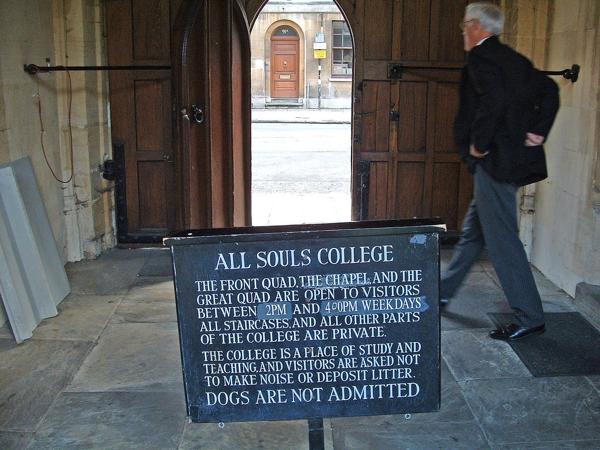 ALL SOULS COLLEGE
THE FRONT QUAD, THE CHAPEL, AND THE
GREAT QUAD ARE OPEN TO VISITORS
BETWEEN 2PM AND 4:00PM WEEKDAYS
ALL STAIRCASES, AND ALL OTHER PARTS
OF THE COLLEGE ARE PRIVATE.
THE COLLEGE IS A PLACE OF STUDY AND
TEACHING, AND VISITORS ARE ASKED NOT
TO MAKE NOISE OR DEPOSIT LITTER.
DOGS ARE NOT ADMITTED